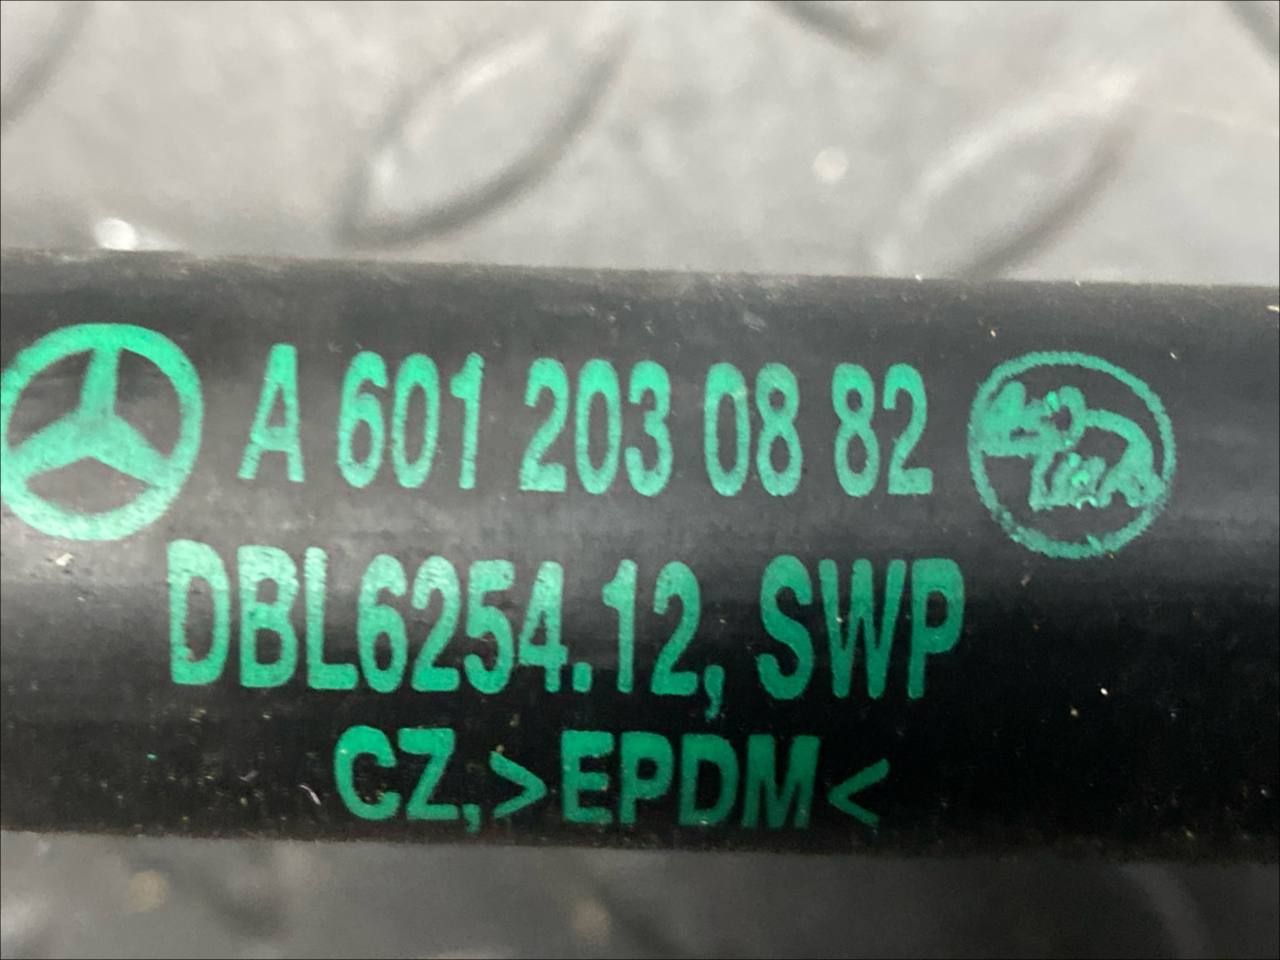 A 601 203 08 82
DBL6254.12, SWP
CZ,>EPDM<